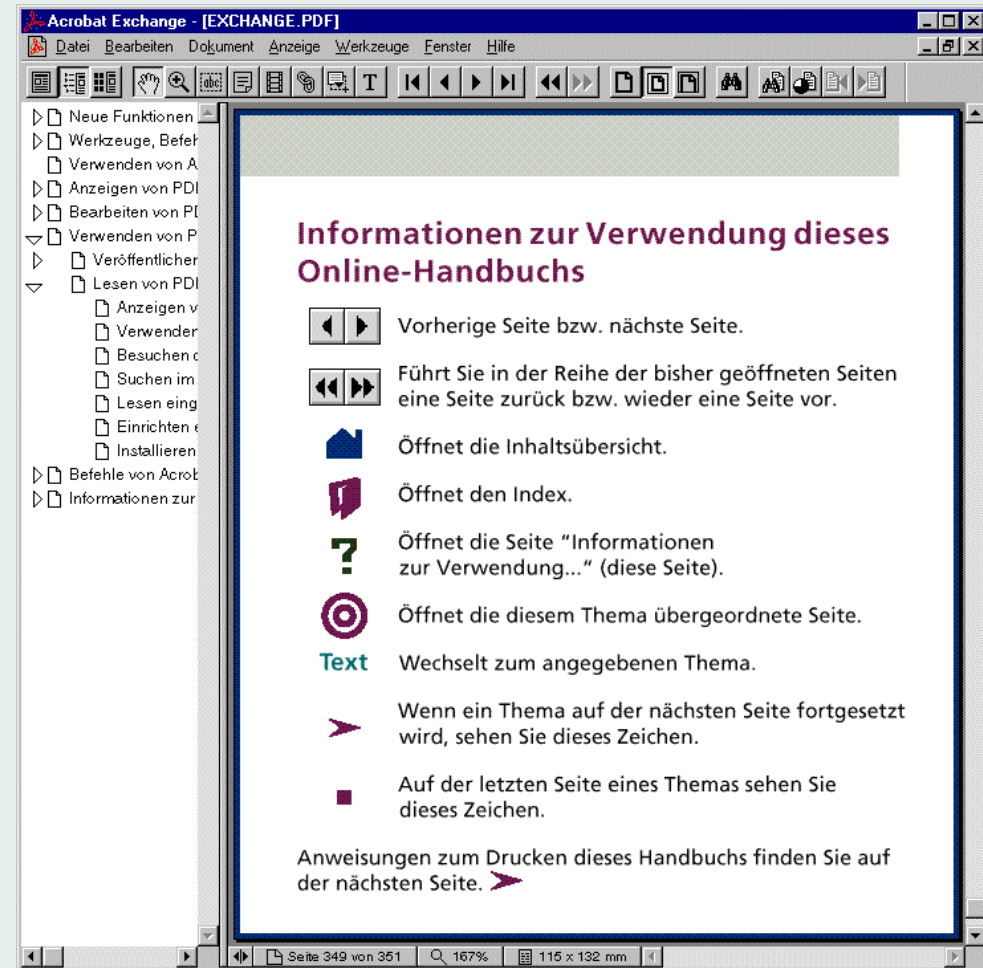 Acrobat Exchange - [EXCHANGE.PDF]
Datei Bearbeiten Dokument Anzeige Werkzeuge Fenster Hilfe
abc T
Neue Funktionen
Werkzeuge, Befeh
Verwenden von A
Anzeigen von PDF
Bearbeiten von PD
Verwenden von P
Veröffentlichen
Lesen von PDF
Anzeigen v
Verwenden
Besuchen d
Suchen im
Lesen eing
Einrichten e
Installieren
Befehle von Acrob
Informationen zur
Informationen zur Verwendung dieses
Online-Handbuchs
Vorherige Seite bzw. nächste Seite.
Führt Sie in der Reihe der bisher geöffneten Seiten
eine Seite zurück bzw. wieder eine Seite vor.
Öffnet die Inhaltsübersicht.
Öffnet den Index.
?
Öffnet die Seite “Informationen
zur Verwendung...“ (diese Seite).
Öffnet die diesem Thema übergeordnete Seite.
Text Wechselt zum angegebenen Thema.
Wenn ein Thema auf der nächsten Seite fortgesetzt
wird, sehen Sie dieses Zeichen.
Auf der letzten Seite eines Themas sehen Sie
dieses Zeichen.
Anweisungen zum Drucken dieses Handbuchs finden Sie auf
der nächsten Seite.
Seite 349 von 351 167% 115 x 132 mm